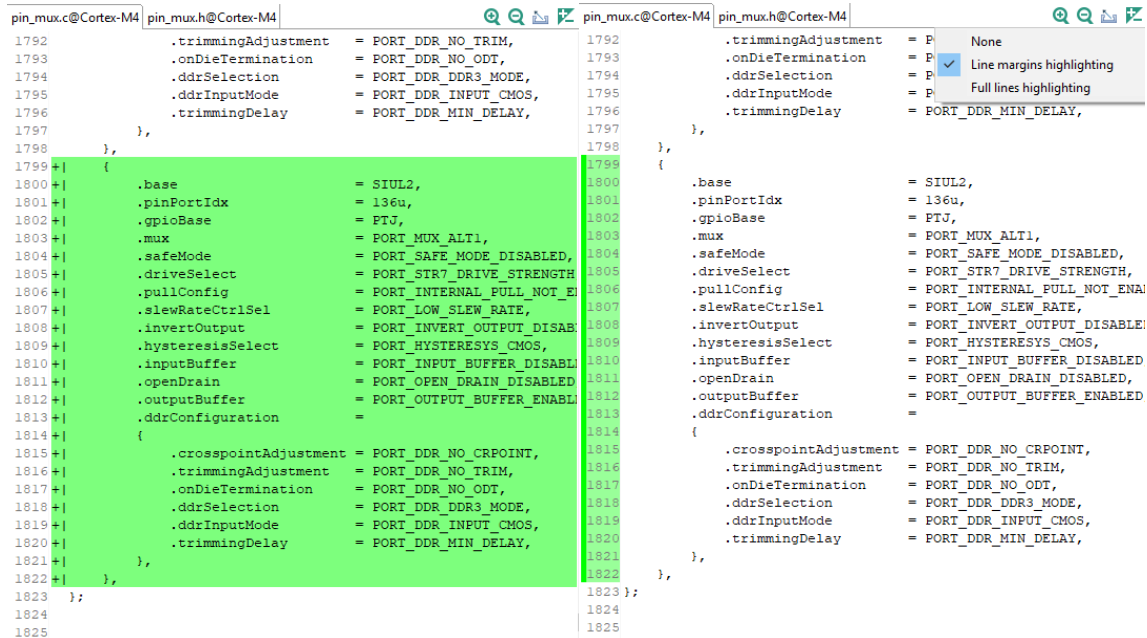 pin_mux.c@Cortex-M4 pin_mux.h@Cortex-M4
1792 .trimmingAdjustment = PORT_DDR_NO_TRIM,
1793 .onDieTermination = PORT_DDR_NO_ODT,
1794 .ddrSelection = PORT_DDR_DDR3_MODE,
1795 .ddrInputMode = PORT_DDR_INPUT_CMOS,
1796 .trimmingDelay = PORT_DDR_MIN_DELAY,
1797 },
1798 },
1799 +| {
1800 +| .base = SIUL2,
1801 +| .pinPortIdx = 136u,
1802 +| .gpioBase = PTJ,
1803 +| .mux = PORT_MUX_ALT1,
1804 +| .safeMode = PORT_SAFE_MODE_DISABLED,
1805 +| .driveSelect = PORT_STR7_DRIVE_STRENGTH
1806 +| .pullConfig = PORT_INTERNAL_PULL_NOT_E
1807 +| .slewRateCtrlSel = PORT_LOW_SLEW_RATE,
1808 +| .invertOutput = PORT_INVERT_OUTPUT_DISAB
1809 +| .hysteresisSelect = PORT_HYSTERESYS_CMOS,
1810 +| .inputBuffer = PORT_INPUT_BUFFER_DISABL
1811 +| .openDrain = PORT_OPEN_DRAIN_DISABLED
1812 +| .outputBuffer = PORT_OUTPUT_BUFFER_ENABL
1813 +| .ddrConfiguration =
1814 +| {
1815 +| .crosspointAdjustment = PORT_DDR_NO_CRPOINT,
1816 +| .trimmingAdjustment = PORT_DDR_NO_TRIM,
1817 +| .onDieTermination = PORT_DDR_NO_ODT,
1818 +| .ddrSelection = PORT_DDR_DDR3_MODE,
1819 +| .ddrInputMode = PORT_DDR_INPUT_CMOS,
1820 +| .trimmingDelay = PORT_DDR_MIN_DELAY,
1821 +| },
1822 +| },
1823 };
1824
1825
pin_mux.c@Cortex-M4 pin_mux.h@Cortex-M4
None
Line margins highlighting
Full lines highlighting
1792 .trimmingAdjustment = P
1793 .onDieTermination = P
1794 .ddrSelection = P
1795 .ddrInputMode = P
1796 .trimmingDelay = PORT_DDR_MIN_DELAY,
1797 },
1798 },
1799 {
1800 .base = SIUL2,
1801 .pinPortIdx = 136u,
1802 .gpioBase = PTJ,
1803 .mux = PORT_MUX_ALT1,
1804 .safeMode = PORT_SAFE_MODE_DISABLED,
1805 .driveSelect = PORT_STR7_DRIVE_STRENGTH,
1806 .pullConfig = PORT_INTERNAL_PULL_NOT_ENA
1807 .slewRateCtrlSel = PORT_LOW_SLEW_RATE,
1808 .invertOutput = PORT_INVERT_OUTPUT_DISABLE
1809 .hysteresisSelect = PORT_HYSTERESYS_CMOS,
1810 .inputBuffer = PORT_INPUT_BUFFER_DISABLED
1811 .openDrain = PORT_OPEN_DRAIN_DISABLED,
1812 .outputBuffer = PORT_OUTPUT_BUFFER_ENABLED
1813 .ddrConfiguration =
1814 {
1815 .crosspointAdjustment = PORT_DDR_NO_CRPOINT,
1816 .trimmingAdjustment = PORT_DDR_NO_TRIM,
1817 .onDieTermination = PORT_DDR_NO_ODT,
1818 .ddrSelection = PORT_DDR_DDR3_MODE,
1819 .ddrInputMode = PORT_DDR_INPUT_CMOS,
1820 .trimmingDelay = PORT_DDR_MIN_DELAY,
1821 },
1822 },
1823 };
1824
1825